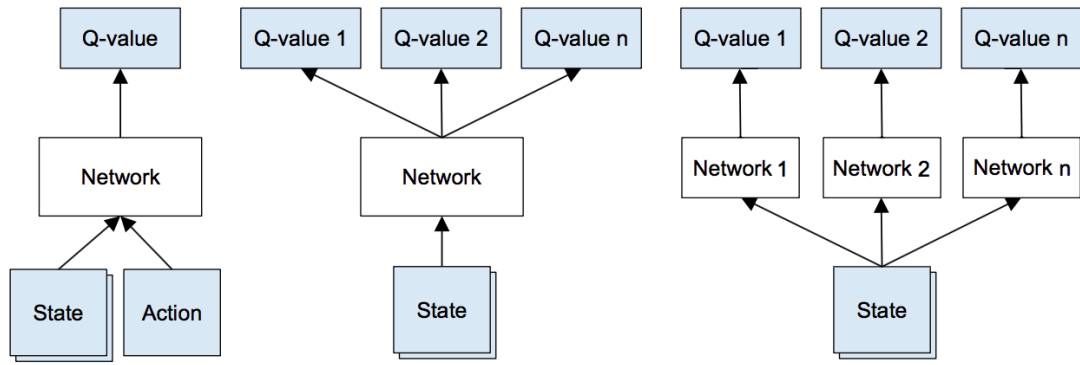 Q-value
Q-value 1
Q-value 2
Q-value n
Q-value 1
Q-value 2
Q-value n
Network
Network
Network 1
Network 2
Network n
State
Action
State
State